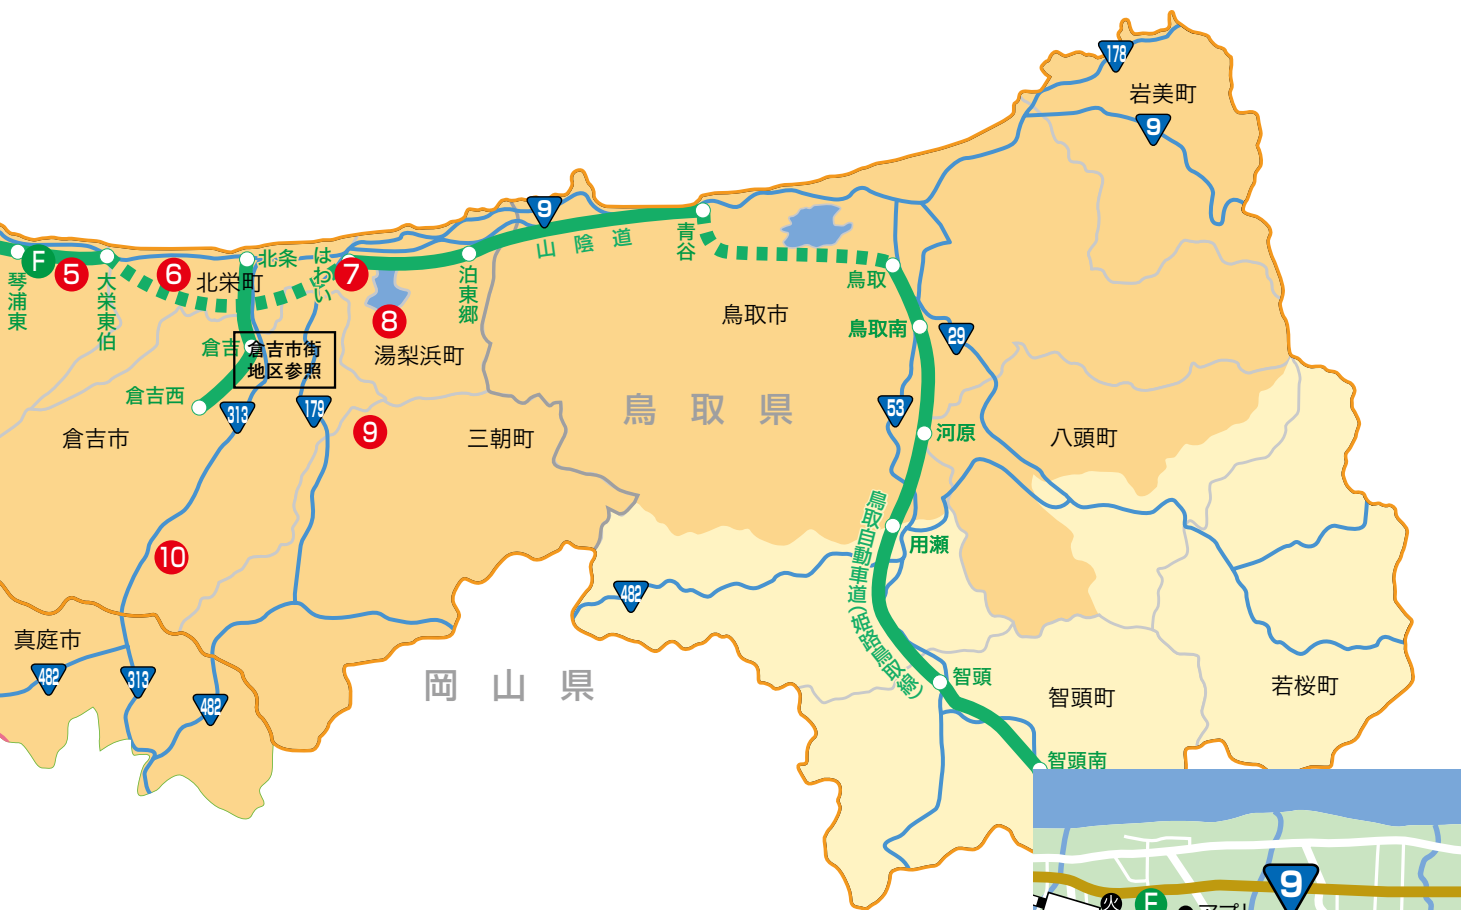 178
岩美町
9
9
山陰道
青谷
F
5
琴浦東
大栄東伯
6
北栄町
北条
はわい
7
泊東郷
8
湯梨浜町
鳥取
鳥取市
鳥取南
29
倉吉
倉吉市街
地区参照
倉吉西
313
179
倉吉市
9
三朝町
鳥取県
53
河原
八頭町
鳥取自動車道(姫路鳥取線)
用瀬
10
482
真庭市
482
313
482
岡山県
智頭
智頭町
若桜町
智頭南
9
火